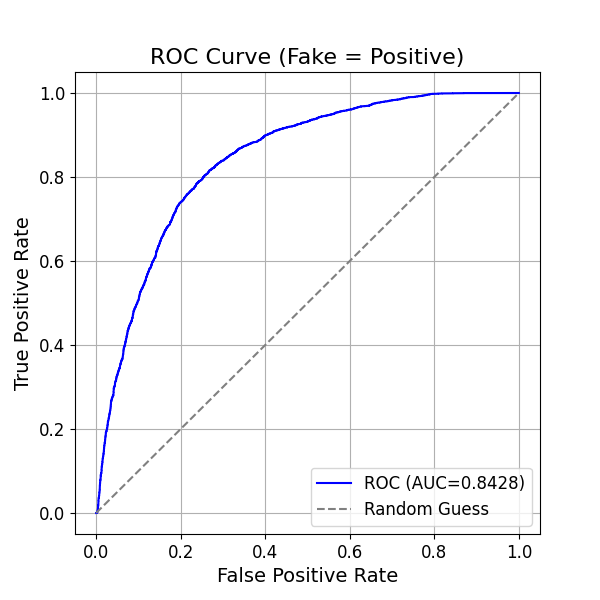 ROC Curve (Fake = Positive)
True Positive Rate
1.0
0.8
0.6
0.4
0.2
0.0
ROC (AUC=0.8428)
Random Guess
0.0 0.2 0.4 0.6 0.8 1.0
False Positive Rate